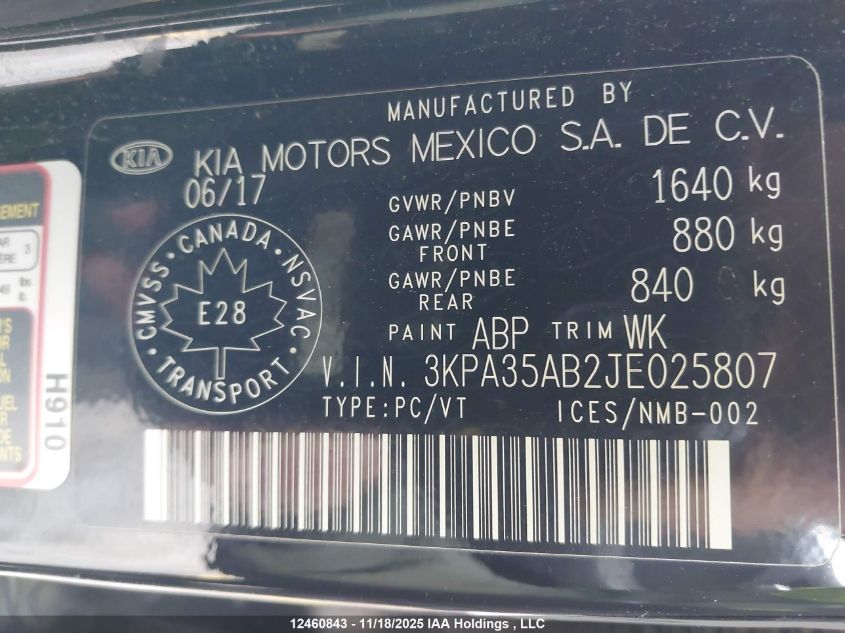 MANUFACTURED BY
KIA KIA MOTORS MEXICO S.A. DE C.V.
06/17
GVWR/PNBV 1640 kg
GAWR/PNBE FRONT 880 kg
GAWR/PNBE REAR 840 kg
CANADA
CMVSS E28 NSVAC
TRANSPORT
PAINT ABP TRIM WK
V.I.N. 3KPA35AB2JE025807
TYPE:PC/VT ICES/NMB-002
H910
12460843 - 11/18/2025 IAA Holdings , LLC